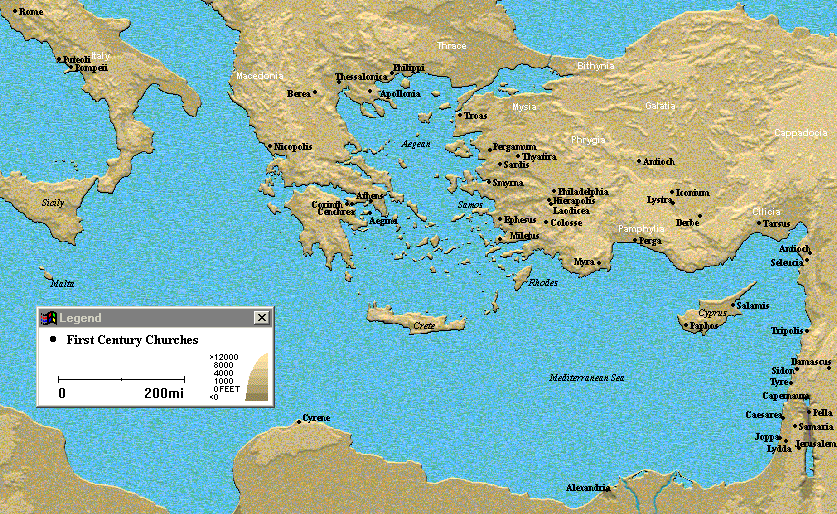 Rome
Italy
Puteoli
Pompeii
Macedonia
Thrace
Bithynia
Philippi
Thessalonica
Berea
Apollonia
Mysia
Galatia
Troas
Cappadocia
Phrygia
Aegean
Nicopolis
Pergamum
Thyatira
Sardis
Antioch
Smyrna
Sicily
Philadelphia
Iconium
Athens
Corinth
Hierapolis
Lystra
Samos
Laodicea
Cenchrea
Aegina
Ephesus
Colosse
Derbe
Cilicia
Tarsus
Miletus
Pamphylia
Perga
Antioch
Myra
Seleucia
Malta
Rhodes
Salamis
Cyprus
Legend
Crete
Paphos
Tripolis
First Century Churches
>12000
8000
4000
1000
0FEET
<0
0
200mi
Damascus
Sidon
Mediterranean Sea
Tyre
Capernaum
Pella
Caesarea
Cyrene
Samaria
Joppa
Jerusalem
Lydda
Alexandria